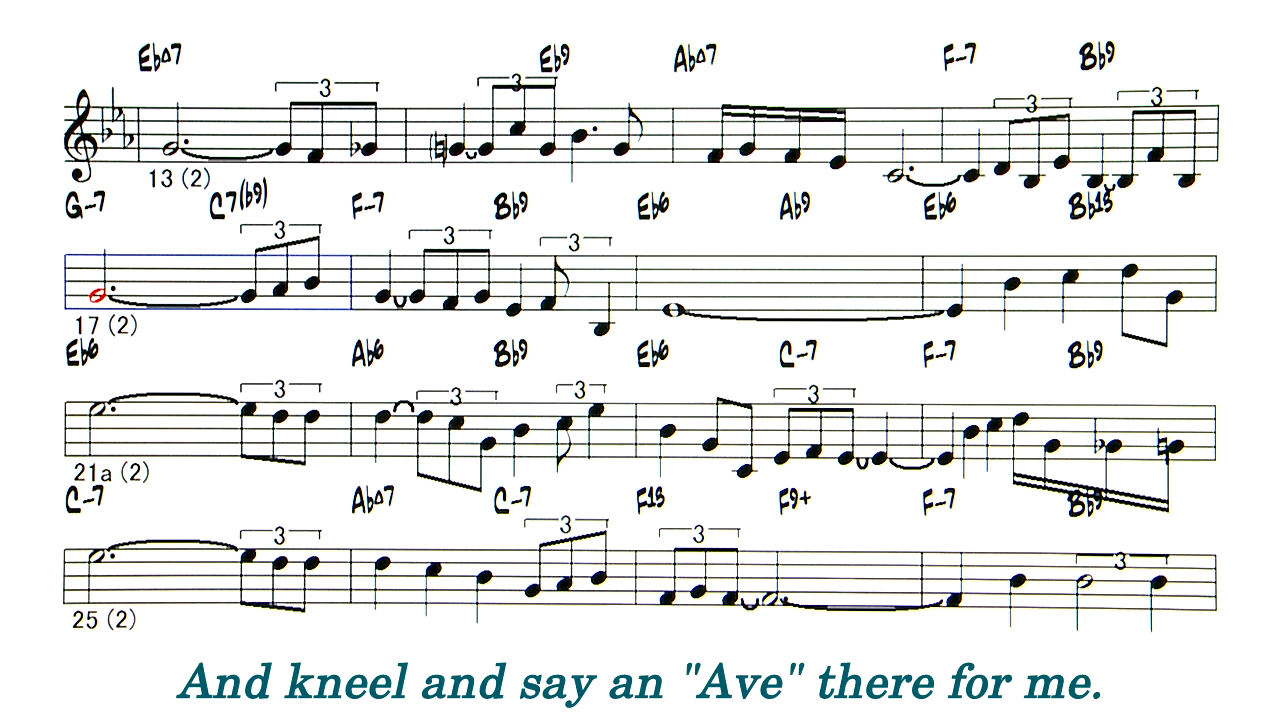 Eb△7 Eb9 Ab△7 F-7 Bb9
3 3 3 3
13 (2)
G-7 C7(b9) F-7 Bb9 Eb6 Ab9 Eb6 Bb13
3 3 3
17 (2)
Eb6 Ab6 Bb9 Eb6 C-7 F-7 Bb9
3 3 3 3
21a (2)
C-7 Ab△7 C-7 F13 F9+ F-7 Bb9
3 3 3 3
25 (2)
And kneel and say an "Ave" there for me.